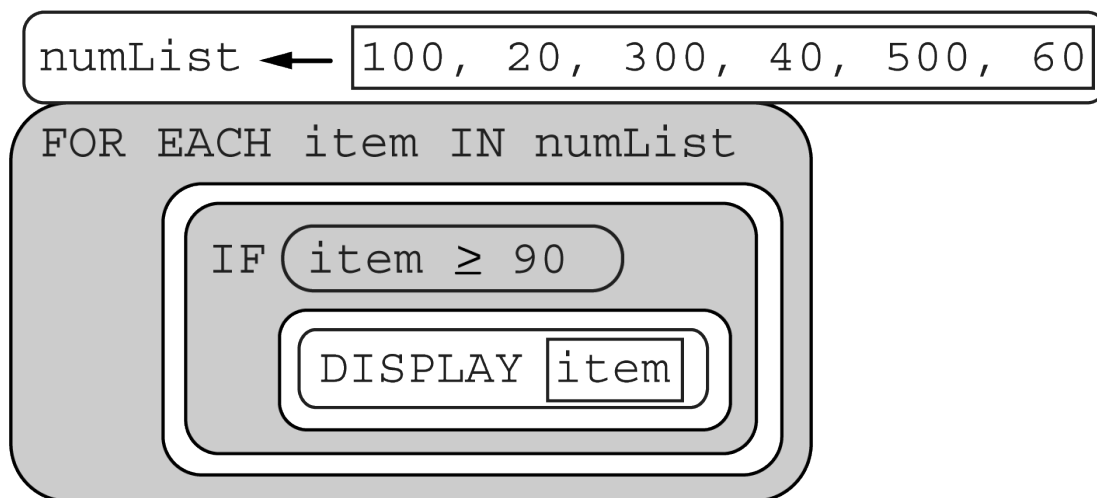 numList ← 100, 20, 300, 40, 500, 60
FOR EACH item IN numList
IF item ≥ 90
DISPLAY item